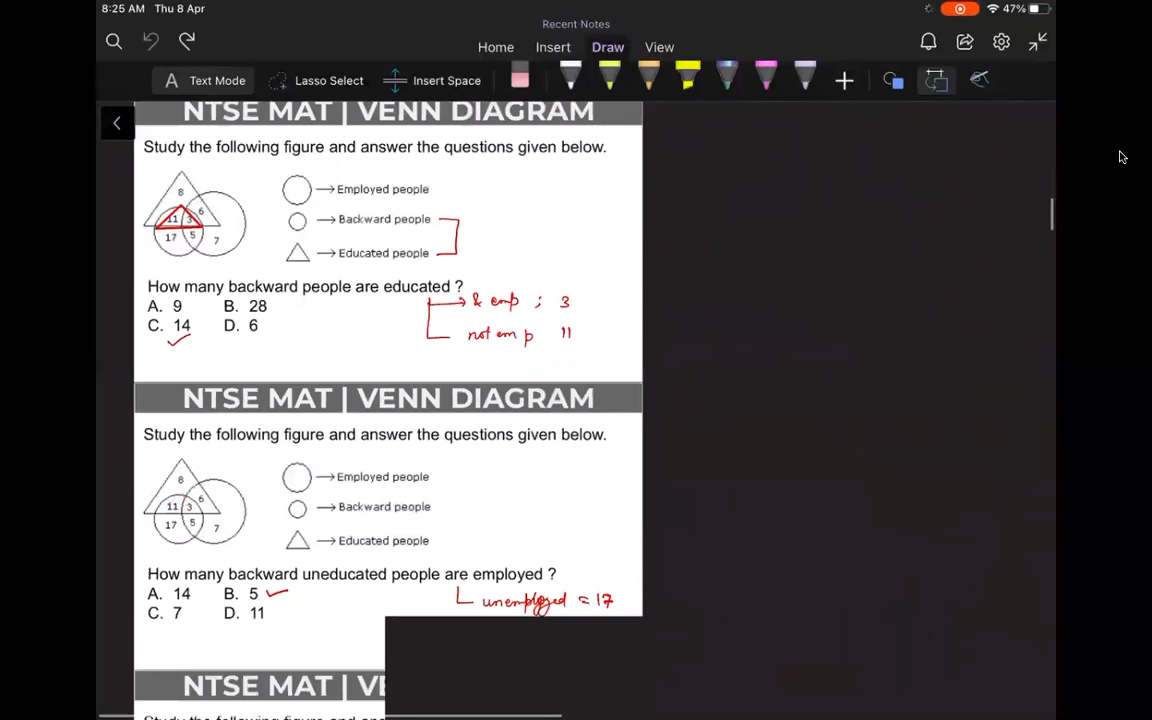 8:25 AM Thu 8 Apr
47%
Recent Notes
Home Insert Draw View
Text Mode Lasso Select Insert Space
NTSE MAT | VENN DIAGRAM
Study the following figure and answer the questions given below.
8
6
11 3
17 5 7
Employed people
Backward people
Educated people
How many backward people are educated ?
A. 9 B. 28
C. 14 D. 6
& emp ; 3
not emp 11
NTSE MAT | VENN DIAGRAM
Study the following figure and answer the questions given below.
8
6
11 3
17 5 7
Employed people
Backward people
Educated people
How many backward uneducated people are employed ?
A. 14 B. 5
C. 7 D. 11
unemployed = 17
NTSE MAT | VE